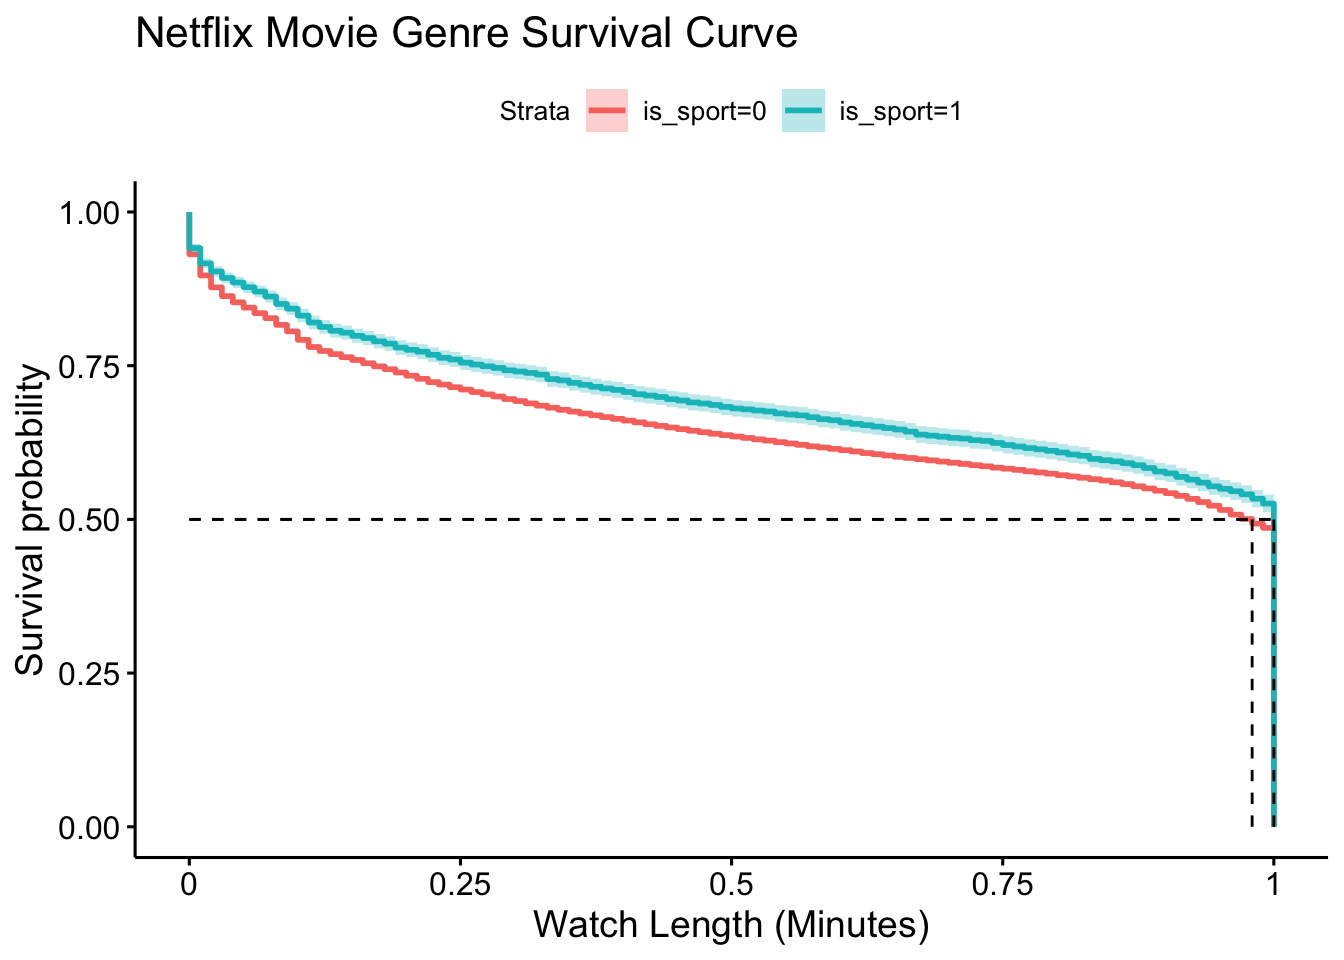 Netflix Movie Genre Survival Curve
Strata is_sport=0 is_sport=1
Survival probability
1.00
0.75
0.50
0.25
0.00
0 0.25 0.5 0.75 1
Watch Length (Minutes)